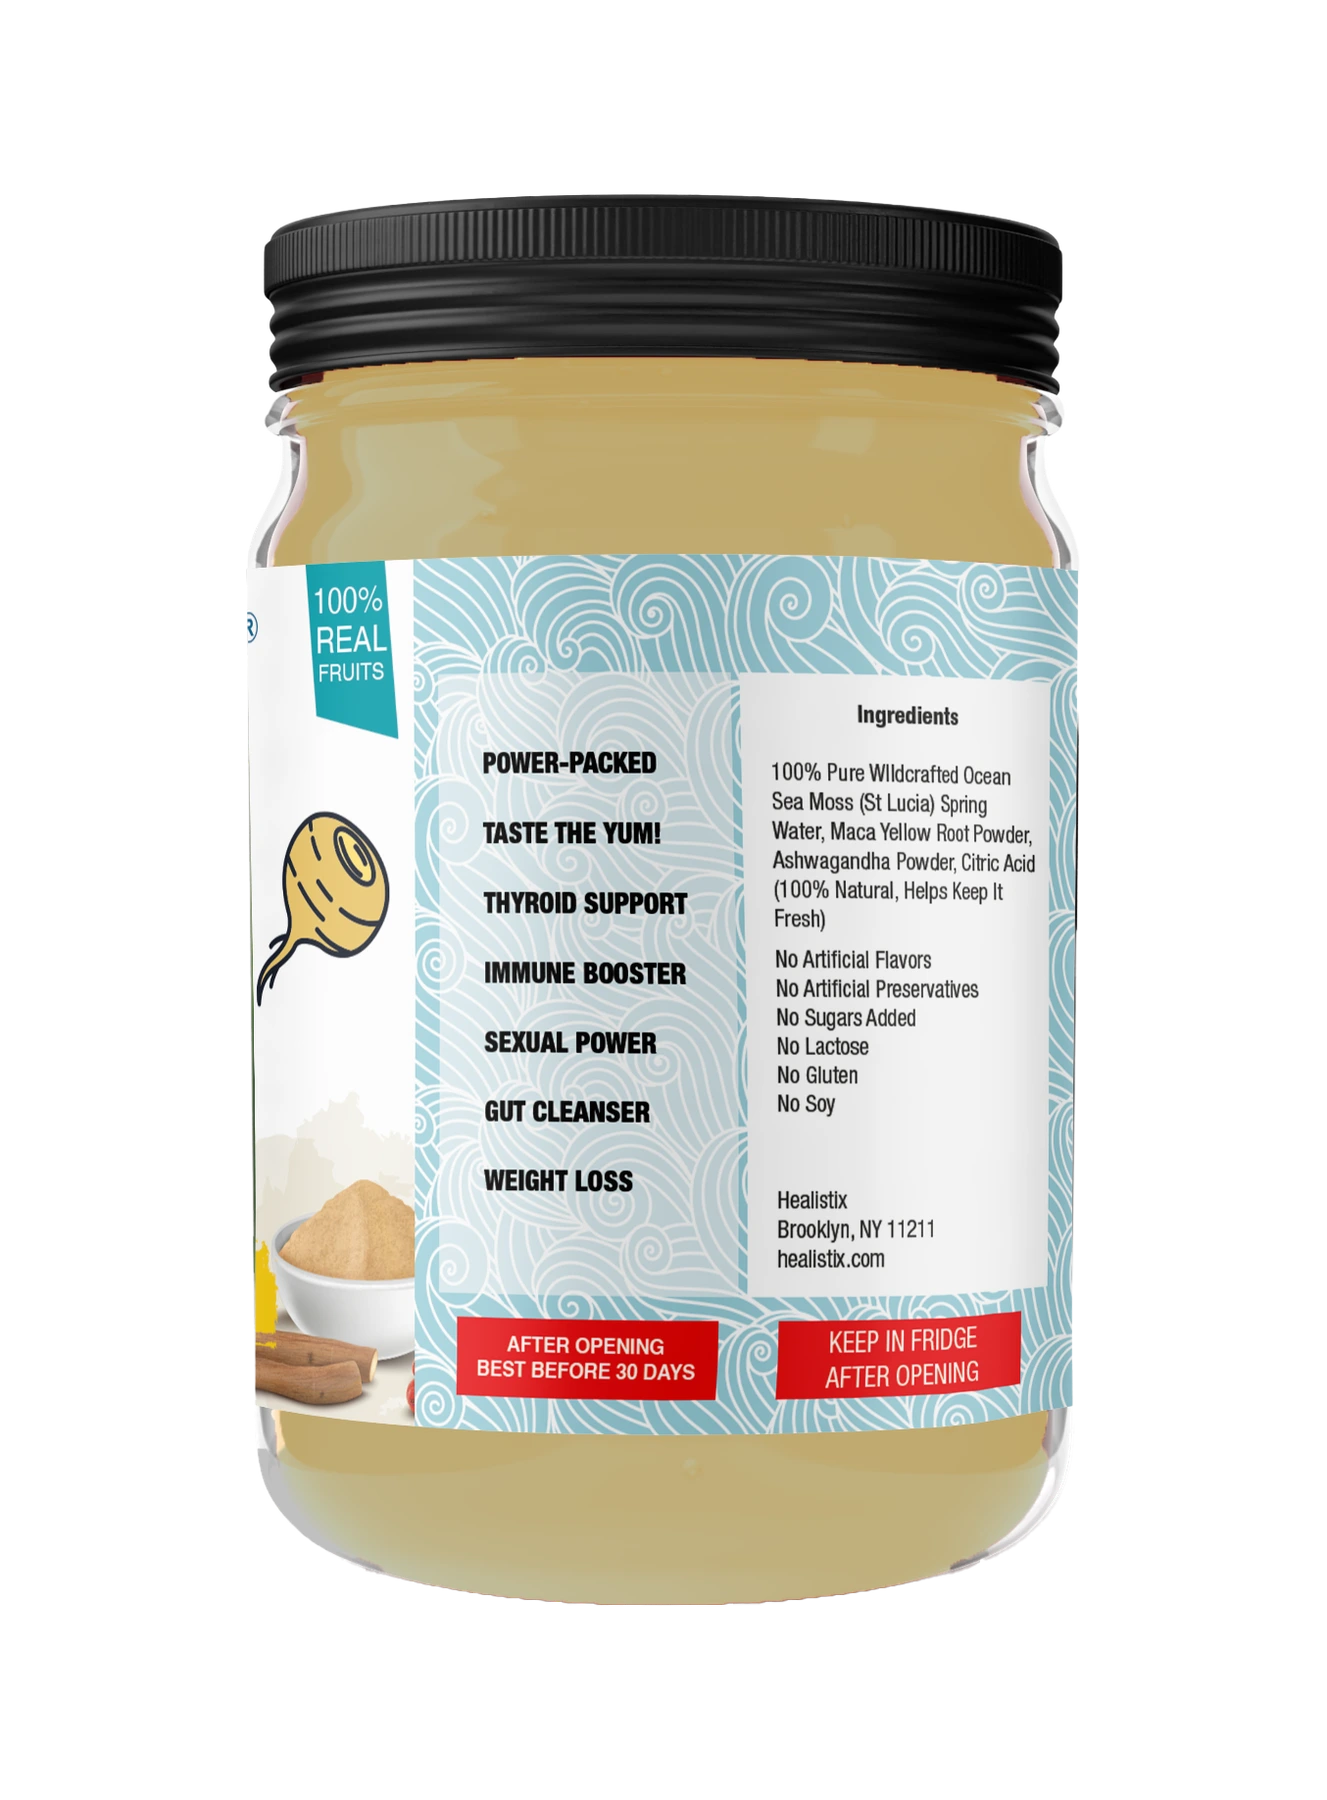 ®
100%
REAL
FRUITS
POWER-PACKED
TASTE THE YUM!
THYROID SUPPORT
IMMUNE BOOSTER
SEXUAL POWER
GUT CLEANSER
WEIGHT LOSS
AFTER OPENING
BEST BEFORE 30 DAYS
Ingredients
100% Pure WIldcrafted Ocean
Sea Moss (St Lucia) Spring
Water, Maca Yellow Root Powder,
Ashwagandha Powder, Citric Acid
(100% Natural, Helps Keep It
Fresh)
No Artificial Flavors
No Artificial Preservatives
No Sugars Added
No Lactose
No Gluten
No Soy
Healistix
Brooklyn, NY 11211
healistix.com
KEEP IN FRIDGE
AFTER OPENING